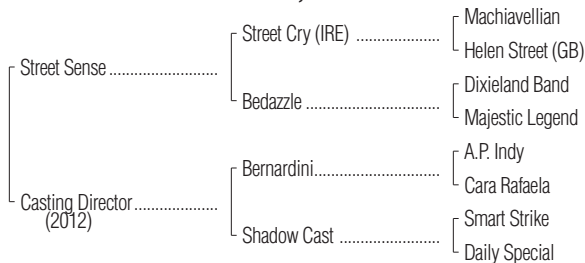 Machiavellian
Street Cry (IRE) ....................
Helen Street (GB)
Street Sense ..........................
Dixieland Band
Bedazzle ................................
Majestic Legend
A.P. Indy
Bernardini...............................
Cara Rafaela
Casting Director ....................
(2012)
Smart Strike
Shadow Cast ........................
Daily Special